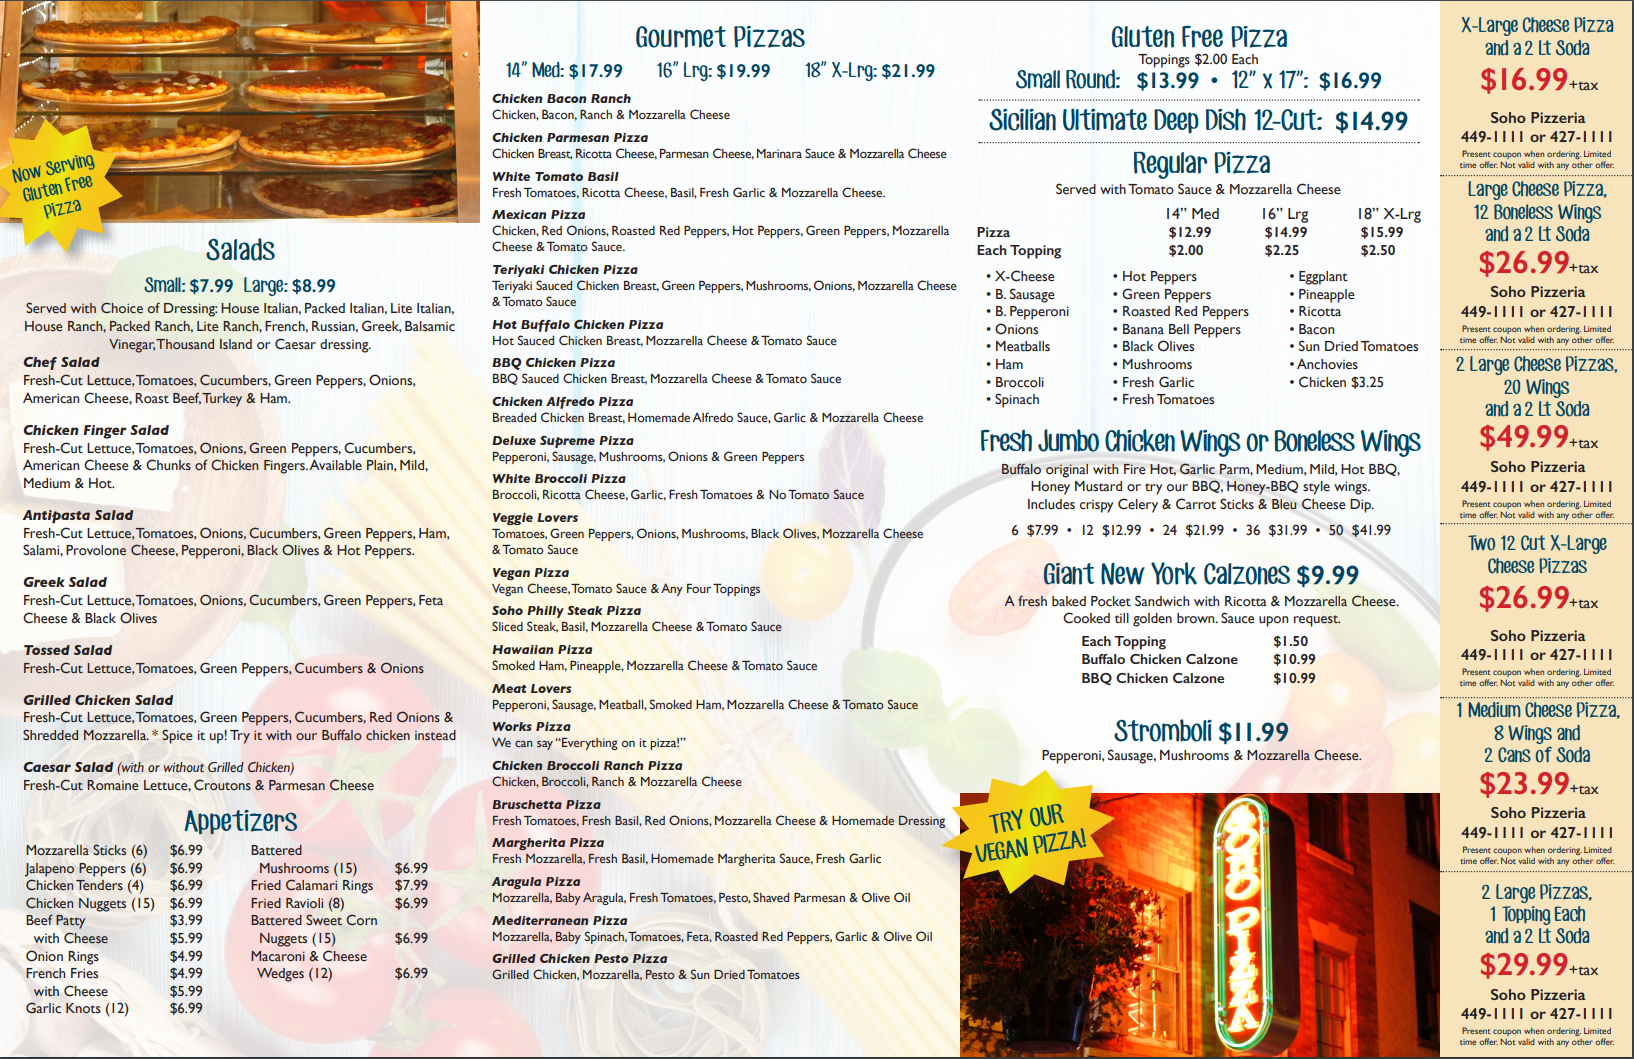 Now Serving
Gluten Free
Pizza
Salads
Small: $7.99 Large: $8.99
Served with Choice of Dressing: House Italian, Packed Italian, Lite Italian,
House Ranch, Packed Ranch, Lite Ranch, French, Russian, Greek, Balsamic
Vinegar, Thousand Island or Caesar dressing.
Chef Salad
Fresh-Cut Lettuce, Tomatoes, Cucumbers, Green Peppers, Onions,
American Cheese, Roast Beef, Turkey & Ham.
Chicken Finger Salad
Fresh-Cut Lettuce, Tomatoes, Onions, Green Peppers, Cucumbers,
American Cheese & Chunks of Chicken Fingers. Available Plain, Mild,
Medium & Hot.
Antipasta Salad
Fresh-Cut Lettuce, Tomatoes, Onions, Cucumbers, Green Peppers, Ham,
Salami, Provolone Cheese, Pepperoni, Black Olives & Hot Peppers.
Greek Salad
Fresh-Cut Lettuce, Tomatoes, Onions, Cucumbers, Green Peppers, Feta
Cheese & Black Olives
Tossed Salad
Fresh-Cut Lettuce, Tomatoes, Green Peppers, Cucumbers & Onions
Grilled Chicken Salad
Fresh-Cut Lettuce, Tomatoes, Green Peppers, Cucumbers, Red Onions &
Shredded Mozzarella. * Spice it up! Try it with our Buffalo chicken instead
Caesar Salad (with or without Grilled Chicken)
Fresh-Cut Romaine Lettuce, Croutons & Parmesan Cheese
Appetizers
Mozzarella Sticks (6) $6.99
Jalapeno Peppers (6) $6.99
Chicken Tenders (4) $6.99
Chicken Nuggets (15) $6.99
Beef Patty $3.99
with Cheese $5.99
Onion Rings $4.99
French Fries $4.99
with Cheese $5.99
Garlic Knots (12) $6.99
Battered
Mushrooms (15) $6.99
Fried Calamari Rings $7.99
Fried Ravioli (8) $6.99
Battered Sweet Corn
Nuggets (15) $6.99
Macaroni & Cheese
Wedges (12) $6.99
Gourmet Pizzas
14" Med: $17.99 16" Lrg: $19.99 18" X-Lrg: $21.99
Chicken Bacon Ranch
Chicken, Bacon, Ranch & Mozzarella Cheese
Chicken Parmesan Pizza
Chicken Breast, Ricotta Cheese, Parmesan Cheese, Marinara Sauce & Mozzarella Cheese
White Tomato Basil
Fresh Tomatoes, Ricotta Cheese, Basil, Fresh Garlic & Mozzarella Cheese.
Mexican Pizza
Chicken, Red Onions, Roasted Red Peppers, Hot Peppers, Green Peppers, Mozzarella
Cheese & Tomato Sauce.
Teriyaki Chicken Pizza
Teriyaki Sauced Chicken Breast, Green Peppers, Mushrooms, Onions, Mozzarella Cheese
& Tomato Sauce
Hot Buffalo Chicken Pizza
Hot Sauced Chicken Breast, Mozzarella Cheese & Tomato Sauce
BBQ Chicken Pizza
BBQ Sauced Chicken Breast, Mozzarella Cheese & Tomato Sauce
Chicken Alfredo Pizza
Breaded Chicken Breast, Homemade Alfredo Sauce, Garlic & Mozzarella Cheese
Deluxe Supreme Pizza
Pepperoni, Sausage, Mushrooms, Onions & Green Peppers
White Broccoli Pizza
Broccoli, Ricotta Cheese, Garlic, Fresh Tomatoes & No Tomato Sauce
Veggie Lovers
Tomatoes, Green Peppers, Onions, Mushrooms, Black Olives, Mozzarella Cheese
& Tomato Sauce
Vegan Pizza
Vegan Cheese, Tomato Sauce & Any Four Toppings
Soho Philly Steak Pizza
Sliced Steak, Basil, Mozzarella Cheese & Tomato Sauce
Hawaiian Pizza
Smoked Ham, Pineapple, Mozzarella Cheese & Tomato Sauce
Meat Lovers
Pepperoni, Sausage, Meatball, Smoked Ham, Mozzarella Cheese & Tomato Sauce
Works Pizza
We can say "Everything on it pizza!"
Chicken Broccoli Ranch Pizza
Chicken, Broccoli, Ranch & Mozzarella Cheese
Bruschetta Pizza
Fresh Tomatoes, Fresh Basil, Red Onions, Mozzarella Cheese & Homemade Dressing
Margherita Pizza
Fresh Mozzarella, Fresh Basil, Homemade Margherita Sauce, Fresh Garlic
Aragula Pizza
Mozzarella, Baby Aragula, Fresh Tomatoes, Pesto, Shaved Parmesan & Olive Oil
Mediterranean Pizza
Mozzarella, Baby Spinach, Tomatoes, Feta, Roasted Red Peppers, Garlic & Olive Oil
Grilled Chicken Pesto Pizza
Grilled Chicken, Mozzarella, Pesto & Sun Dried Tomatoes
Gluten Free Pizza
Toppings $2.00 Each
Small Round: $13.99 • 12" x 17": $16.99
Sicilian Ultimate Deep Dish 12-Cut: $14.99
Regular Pizza
Served with Tomato Sauce & Mozzarella Cheese
14" Med 16" Lrg 18" X-Lrg
Pizza $12.99 $14.99 $15.99
Each Topping $2.00 $2.25 $2.50
• X-Cheese
• B. Sausage
• B. Pepperoni
• Onions
• Meatballs
• Ham
• Broccoli
• Spinach
• Hot Peppers
• Green Peppers
• Roasted Red Peppers
• Banana Bell Peppers
• Black Olives
• Mushrooms
• Fresh Garlic
• Fresh Tomatoes
• Eggplant
• Pineapple
• Ricotta
• Bacon
• Sun Dried Tomatoes
• Anchovies
• Chicken $3.25
Fresh Jumbo Chicken Wings or Boneless Wings
Buffalo original with Fire Hot, Garlic Parm, Medium, Mild, Hot BBQ,
Honey Mustard or try our BBQ, Honey-BBQ style wings.
Includes crispy Celery & Carrot Sticks & Bleu Cheese Dip.
6 $7.99 • 12 $12.99 • 24 $21.99 • 36 $31.99 • 50 $41.99
Giant New York Calzones $9.99
A fresh baked Pocket Sandwich with Ricotta & Mozzarella Cheese.
Cooked till golden brown. Sauce upon request.
Each Topping $1.50
Buffalo Chicken Calzone $10.99
BBQ Chicken Calzone $10.99
Stromboli $11.99
Pepperoni, Sausage, Mushrooms & Mozzarella Cheese.
TRY OUR
VEGAN PIZZA!
SOHO PIZZA
X-Large Cheese Pizza
and a 2 Lt Soda
$16.99+tax
Soho Pizzeria
449-1111 or 427-1111
Present coupon when ordering. Limited
time offer. Not valid with any other offer.
Large Cheese Pizza,
12 Boneless Wings
and a 2 Lt Soda
$26.99+tax
Soho Pizzeria
449-1111 or 427-1111
Present coupon when ordering. Limited
time offer. Not valid with any other offer.
2 Large Cheese Pizzas,
20 Wings
and a 2 Lt Soda
$49.99+tax
Soho Pizzeria
449-1111 or 427-1111
Present coupon when ordering. Limited
time offer. Not valid with any other offer.
Two 12 Cut X-Large
Cheese Pizzas
$26.99+tax
Soho Pizzeria
449-1111 or 427-1111
Present coupon when ordering. Limited
time offer. Not valid with any other offer.
1 Medium Cheese Pizza,
8 Wings and
2 Cans of Soda
$23.99+tax
Soho Pizzeria
449-1111 or 427-1111
Present coupon when ordering. Limited
time offer. Not valid with any other offer.
2 Large Pizzas,
1 Topping Each
and a 2 Lt Soda
$29.99+tax
Soho Pizzeria
449-1111 or 427-1111
Present coupon when ordering. Limited
time offer. Not valid with any other offer.